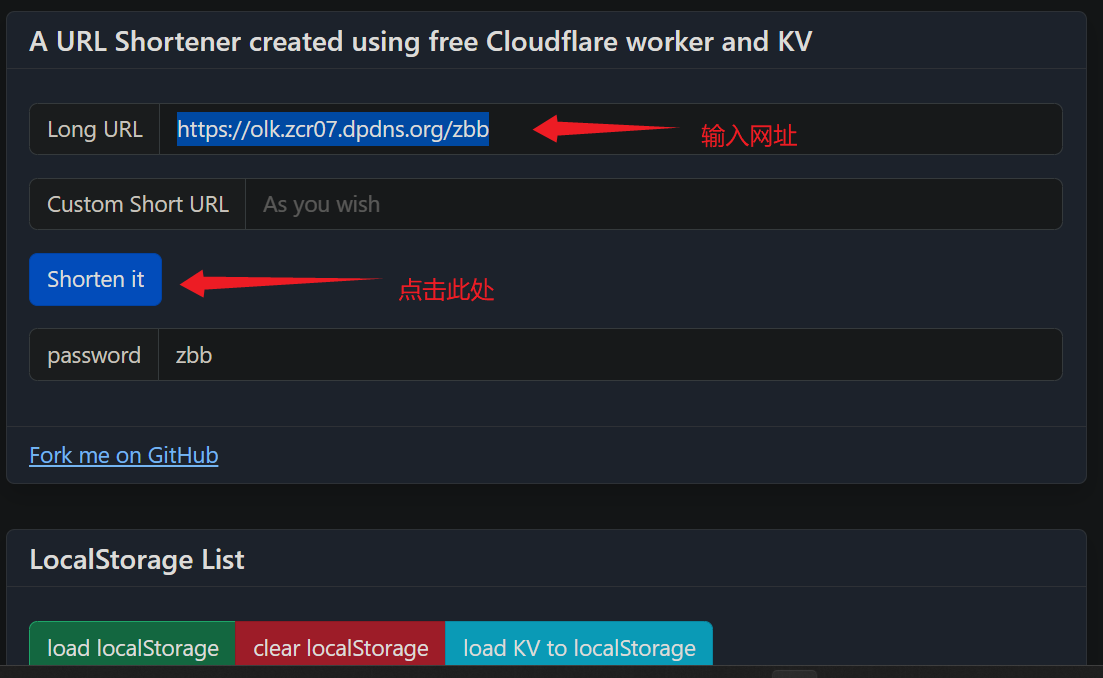 A URL Shortener created using free Cloudflare worker and KV
Long URL https://olk.zcr07.dpdns.org/zbb 输入网址
Custom Short URL As you wish
Shorten it 点击此处
password zbb
Fork me on GitHub
LocalStorage List
load localStorage clear localStorage load KV to localStorage